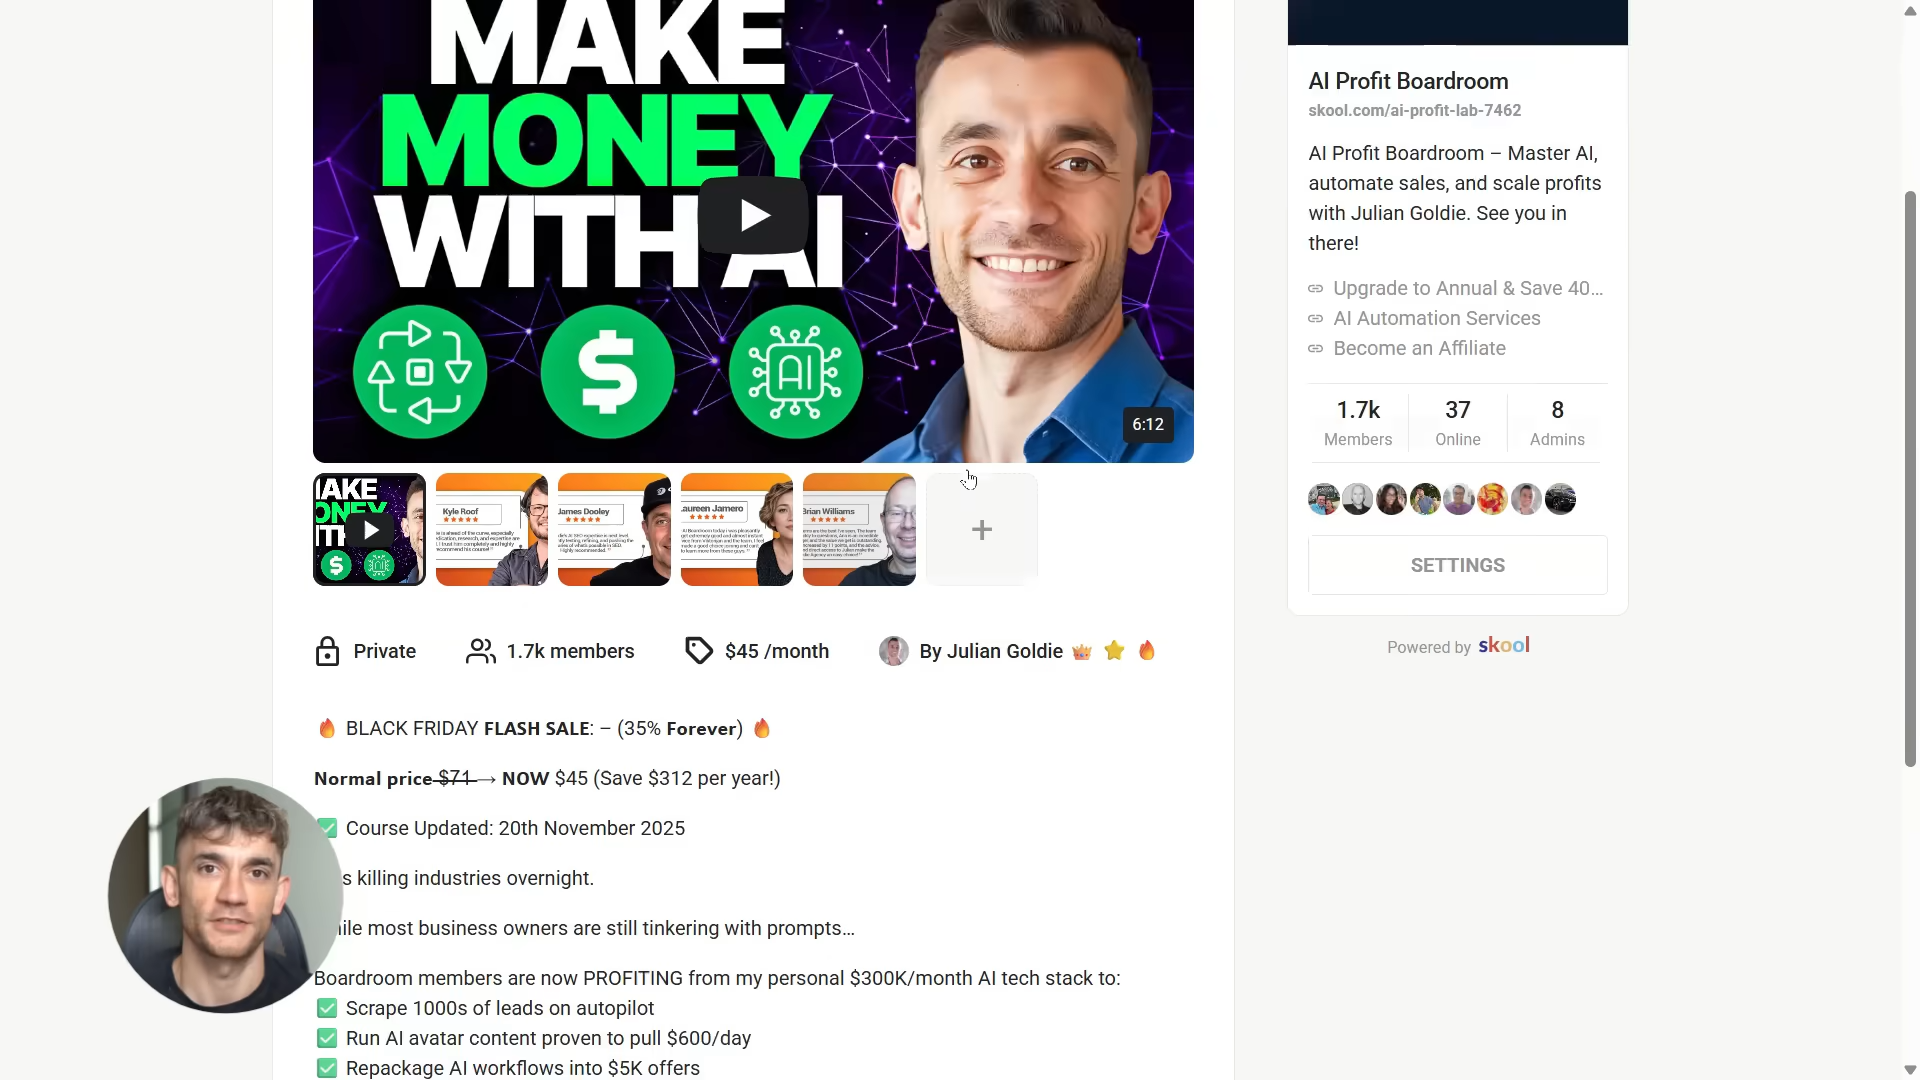 MAKE
MONEY
WITH AI
6:12
MAKE
MONEY
Kyle Roof
James Dooley
Laureen Jamero
Brian Williams
Private
1.7k members
$45 /month
By Julian Goldie
BLACK FRIDAY FLASH SALE: – (35% Forever)
Normal price $71 → NOW $45 (Save $312 per year!)
Course Updated: 20th November 2025
s killing industries overnight.
ile most business owners are still tinkering with prompts...
Boardroom members are now PROFITING from my personal $300K/month AI tech stack to:
Scrape 1000s of leads on autopilot
Run AI avatar content proven to pull $600/day
Repackage AI workflows into $5K offers
AI Profit Boardroom
skool.com/ai-profit-lab-7462
AI Profit Boardroom – Master AI,
automate sales, and scale profits
with Julian Goldie. See you in
there!
Upgrade to Annual & Save 40...
AI Automation Services
Become an Affiliate
1.7k 37 8
Members Online Admins
SETTINGS
Powered by skool